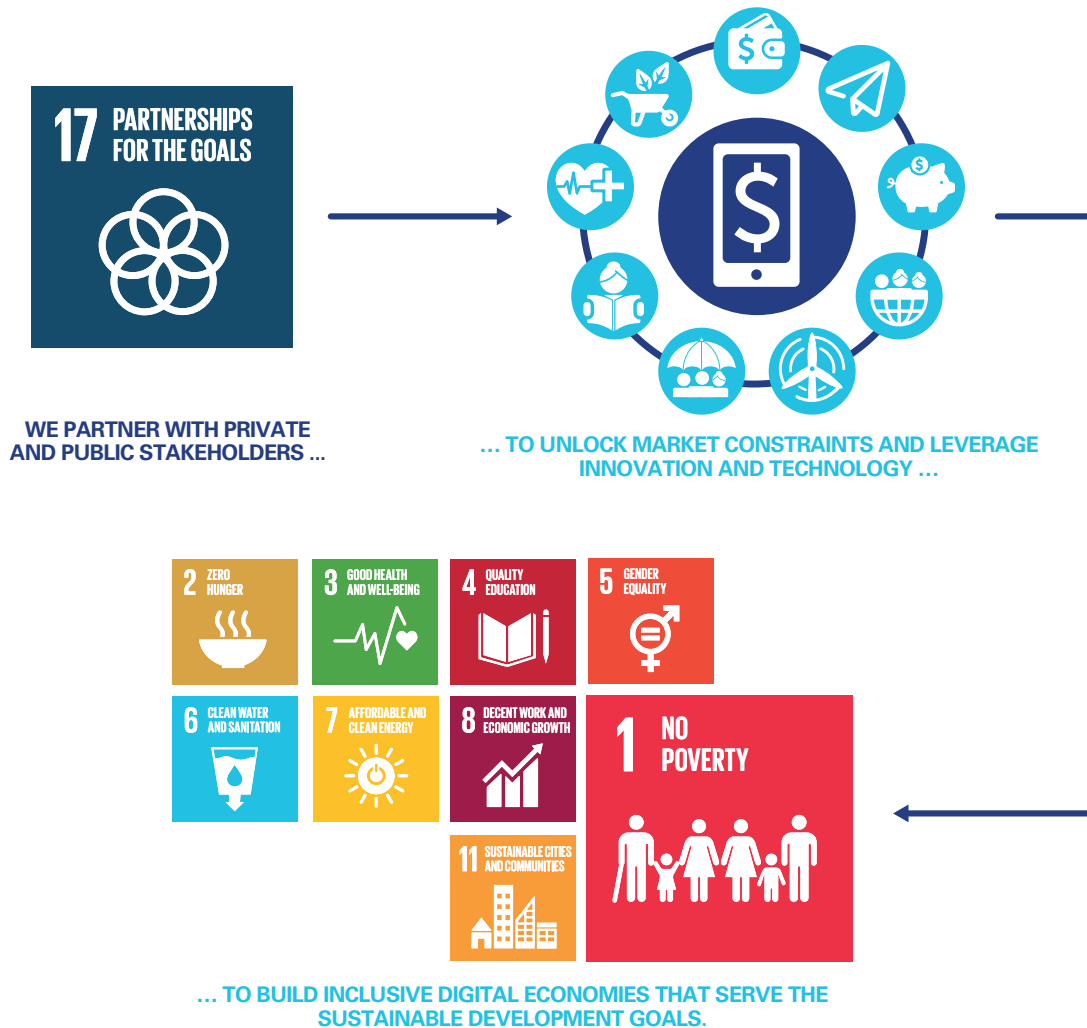 17 PARTNERSHIPS
FOR THE GOALS
$
$
$
WE PARTNER WITH PRIVATE
AND PUBLIC STAKEHOLDERS ...
... TO UNLOCK MARKET CONSTRAINTS AND LEVERAGE
INNOVATION AND TECHNOLOGY ...
2 ZERO
HUNGER
3 GOOD HEALTH
AND WELL-BEING
4 QUALITY
EDUCATION
5 GENDER
EQUALITY
6 CLEAN WATER
AND SANITATION
7 AFFORDABLE AND
CLEAN ENERGY
8 DECENT WORK AND
ECONOMIC GROWTH
1 NO
POVERTY
11 SUSTAINABLE CITIES
AND COMMUNITIES
... TO BUILD INCLUSIVE DIGITAL ECONOMIES THAT SERVE THE
SUSTAINABLE DEVELOPMENT GOALS.